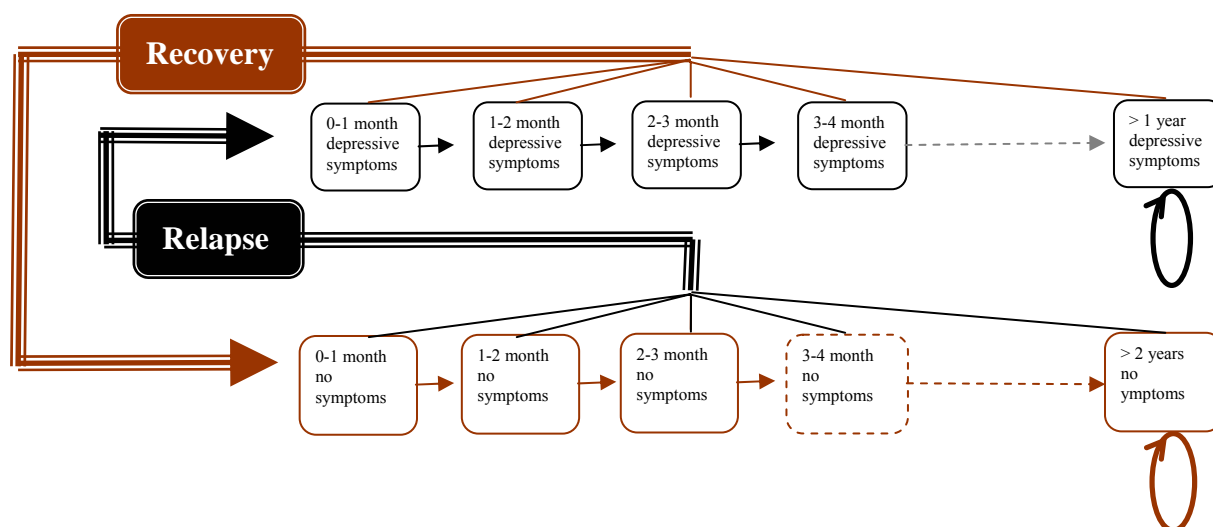 Recovery
0-1 month
depressive
symptoms
1-2 month
depressive
symptoms
2-3 month
depressive
symptoms
3-4 month
depressive
symptoms
> 1 year
depressive
symptoms
Relapse
0-1 month
no
symptoms
1-2 month
no
symptoms
2-3 month
no
symptoms
3-4 month
no
symptoms
> 2 years
no
ymptoms